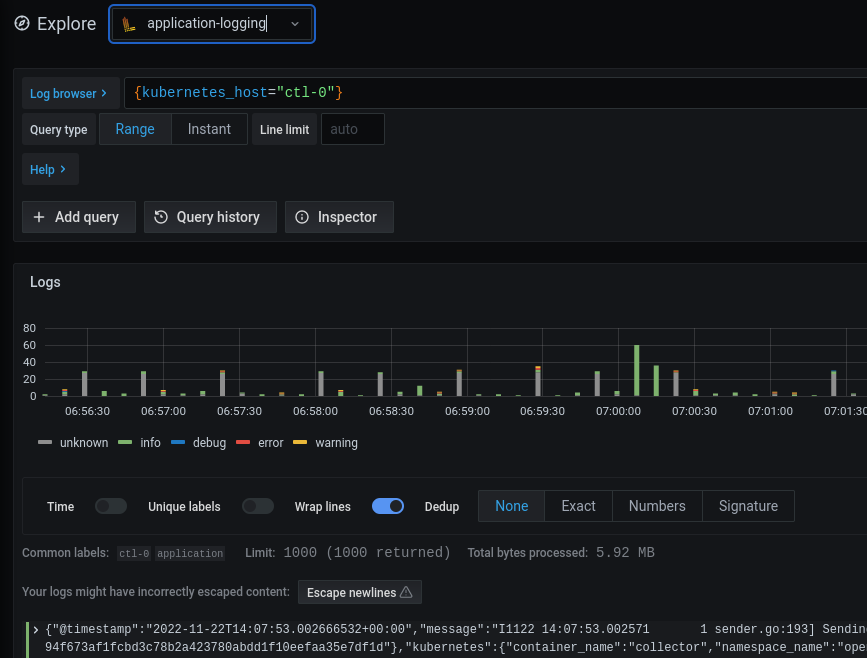 Explore application-logging
Log browser > {kubernetes_host="ctl-0"}
Query type Range Instant Line limit auto
Help >
+ Add query Query history Inspector
Logs
80
60
40
20
0
06:56:30 06:57:00 06:57:30 06:58:00 06:58:30 06:59:00 06:59:30 07:00:00 07:00:30 07:01:00 07:01:30
unknown info debug error warning
Time Unique labels Wrap lines Dedup None Exact Numbers Signature
Common labels: ctl-0 application Limit: 1000 (1000 returned) Total bytes processed: 5.92 MB
Your logs might have incorrectly escaped content: Escape newlines
> {"@timestamp":"2022-11-22T14:07:53.002666532+00:00","message":"I1122 14:07:53.002571       1 sender.go:193] Sendin
94f673af1fcbd3c78b2a423780abdd1f10eefaa35e7df1d"},"kubernetes":{"container_name":"collector","namespace_name":"ope